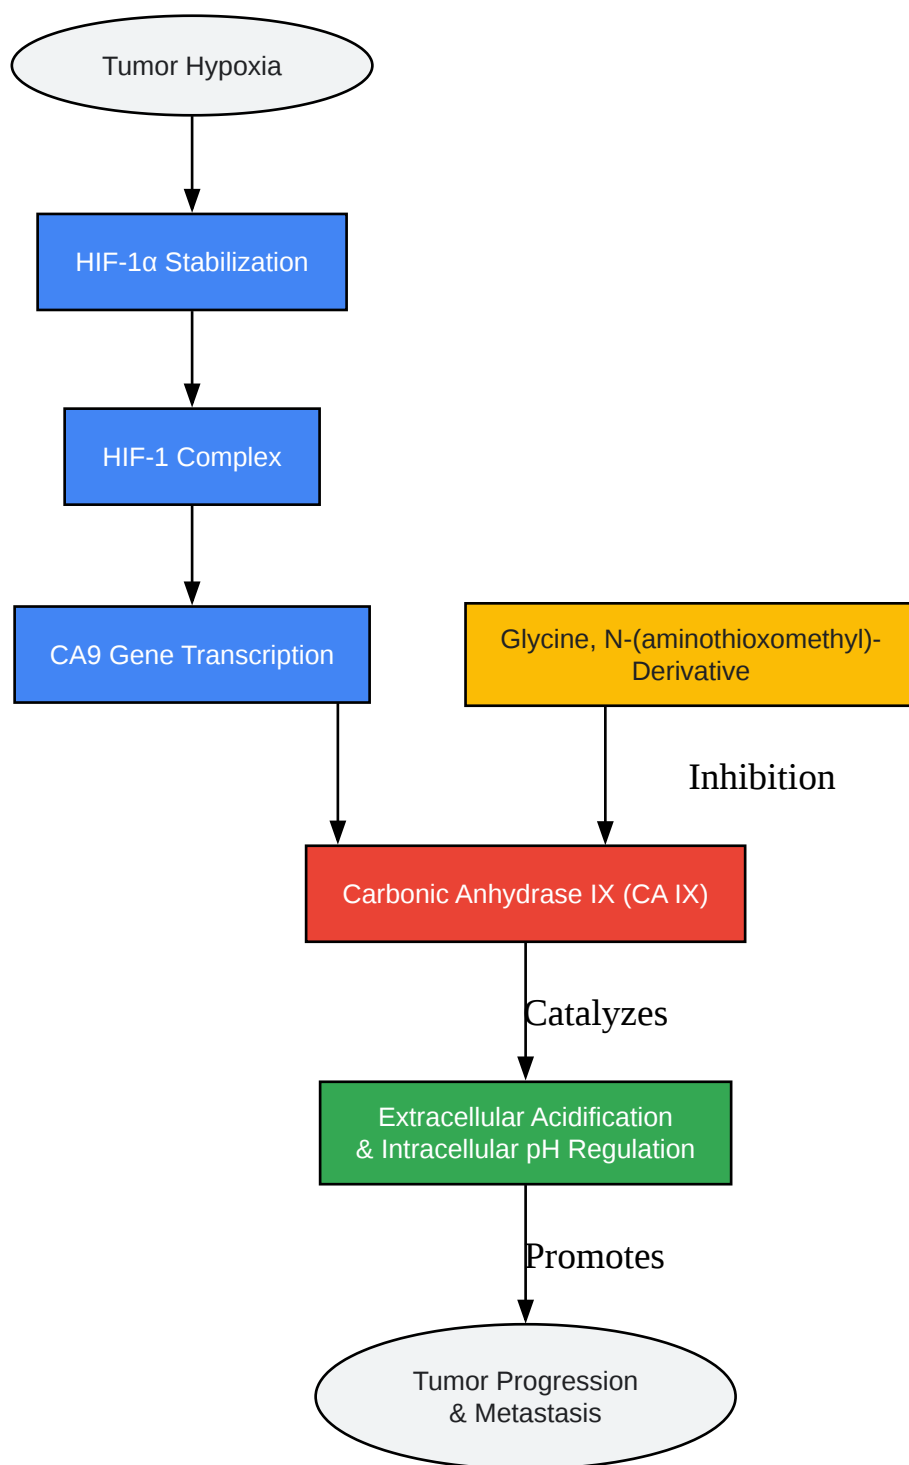 Tumor Hypoxia
HIF-1α Stabilization
HIF-1 Complex
CA9 Gene Transcription
Glycine, N-(aminothioxomethyl)-
Derivative
Inhibition
Carbonic Anhydrase IX (CA IX)
Catalyzes
Extracellular Acidification
& Intracellular pH Regulation
Promotes
Tumor Progression
& Metastasis